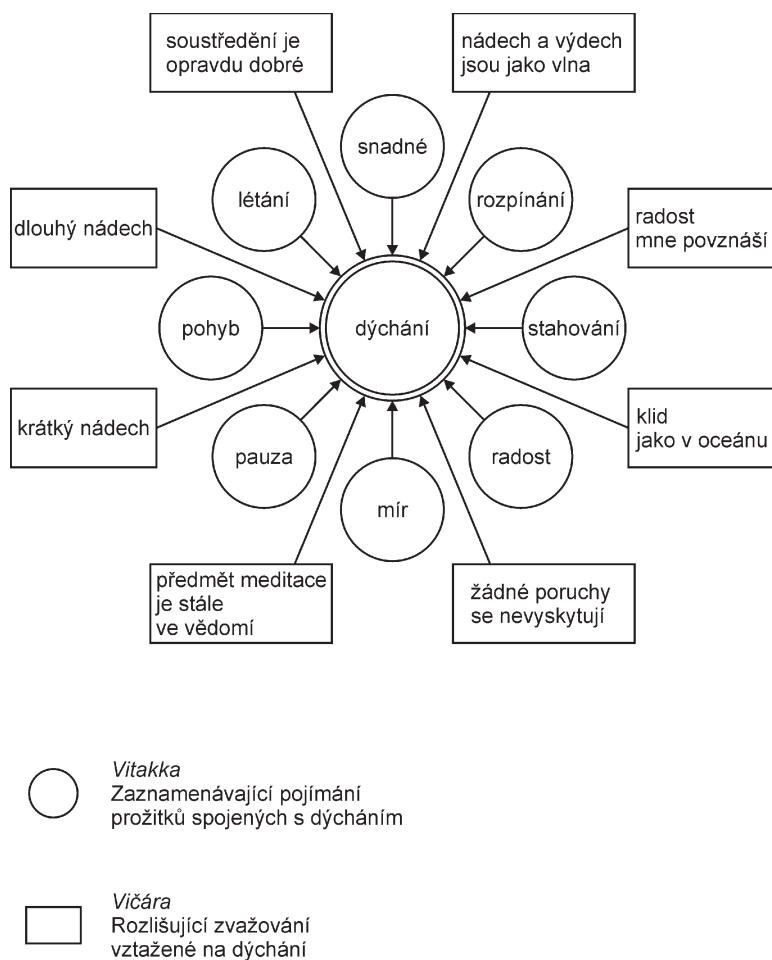 soustředění je
opravdu dobré
nádech a výdech
jsou jako vlna
snadné
létání
rozpínání
dlouhý nádech
radost
mne povznáší
pohyb
dýchání
stahování
krátký nádech
klid
jako v oceánu
pauza
radost
mír
předmět meditace
je stále
ve vědomí
žádné poruchy
se nevyskytují
Vitakka
Zaznamenávající pojímání
prožitků spojených s dýcháním
Vičára
Rozlišující zvažování
vztažené na dýchání